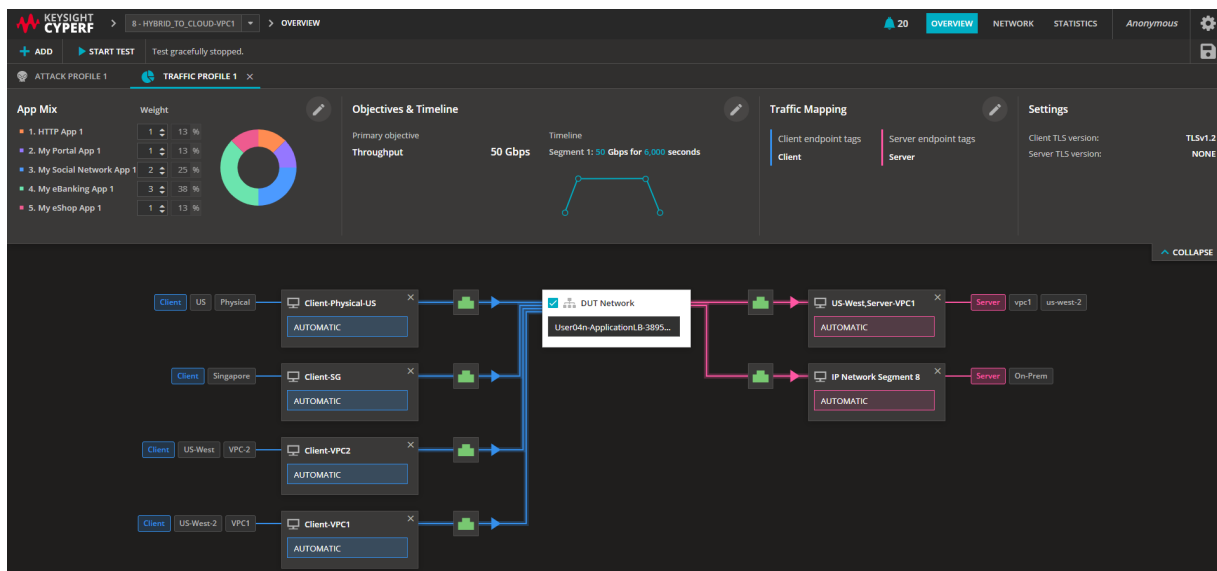 KEYSIGHT
CYPERF
> 8 - HYBRID_TO_CLOUD-VPC1 > OVERVIEW
20 OVERVIEW NETWORK STATISTICS Anonymous
+ ADD START TEST Test gracefully stopped.
ATTACK PROFILE 1 TRAFFIC PROFILE 1 ×
App Mix Weight
1. HTTP App 1 1 13 %
2. My Portal App 1 1 13 %
3. My Social Network App 1 2 25 %
4. My eBanking App 1 3 38 %
5. My eShop App 1 1 13 %
Objectives & Timeline
Primary objective
Throughput 50 Gbps
Timeline
Segment 1: 50 Gbps for 6,000 seconds
Traffic Mapping
Client endpoint tags
Client
Server endpoint tags
Server
Settings
Client TLS version: TLSv1.2
Server TLS version: NONE
COLLAPSE
Client US Physical Client-Physical-US ×
AUTOMATIC
DUT Network
User04n-ApplicationLB-3895...
US-West,Server-VPC1 × Server vpc1 us-west-2
AUTOMATIC
Client Singapore Client-SG ×
AUTOMATIC
IP Network Segment 8 × Server On-Prem
AUTOMATIC
Client US-West VPC-2 Client-VPC2 ×
AUTOMATIC
Client US-West-2 VPC1 Client-VPC1 ×
AUTOMATIC